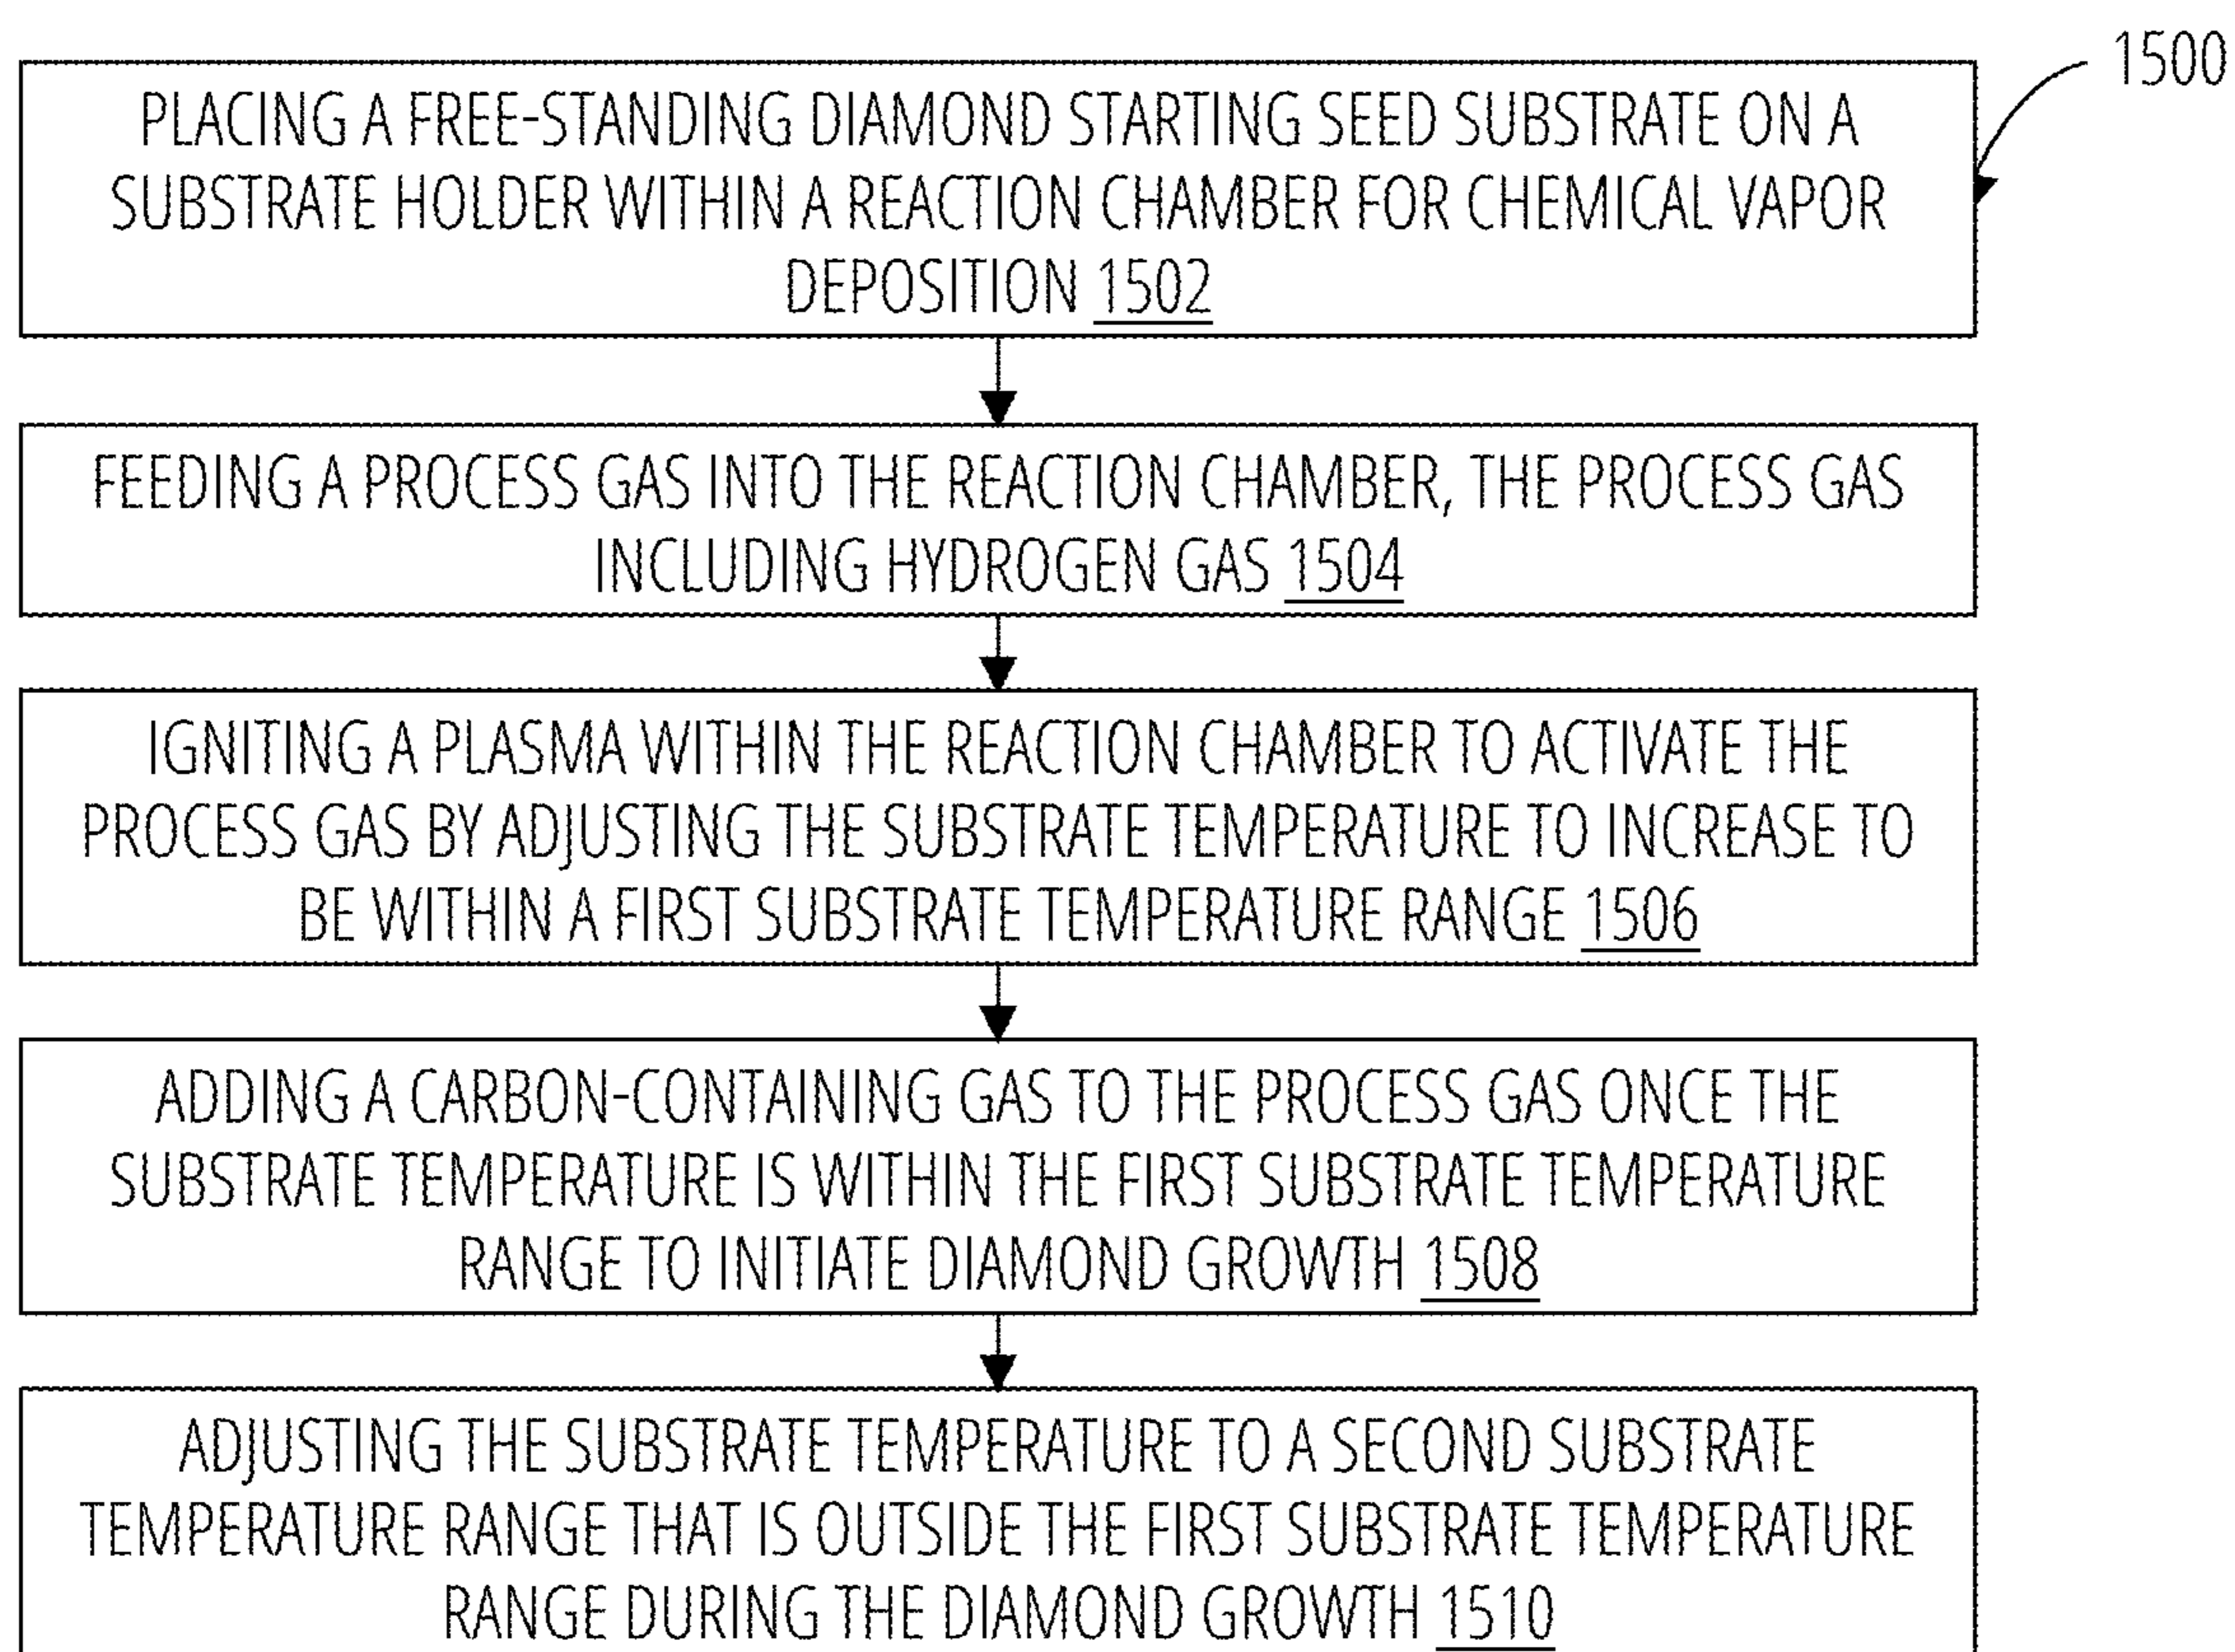 1500
PLACING A FREE-STANDING DIAMOND STARTING SEED SUBSTRATE ON A
SUBSTRATE HOLDER WITHIN A REACTION CHAMBER FOR CHEMICAL VAPOR
DEPOSITION 1502
FEEDING A PROCESS GAS INTO THE REACTION CHAMBER, THE PROCESS GAS
INCLUDING HYDROGEN GAS 1504
IGNITING A PLASMA WITHIN THE REACTION CHAMBER TO ACTIVATE THE
PROCESS GAS BY ADJUSTING THE SUBSTRATE TEMPERATURE TO INCREASE TO
BE WITHIN A FIRST SUBSTRATE TEMPERATURE RANGE 1506
ADDING A CARBON-CONTAINING GAS TO THE PROCESS GAS ONCE THE
SUBSTRATE TEMPERATURE IS WITHIN THE FIRST SUBSTRATE TEMPERATURE
RANGE TO INITIATE DIAMOND GROWTH 1508
ADJUSTING THE SUBSTRATE TEMPERATURE TO A SECOND SUBSTRATE
TEMPERATURE RANGE THAT IS OUTSIDE THE FIRST SUBSTRATE TEMPERATURE
RANGE DURING THE DIAMOND GROWTH 1510